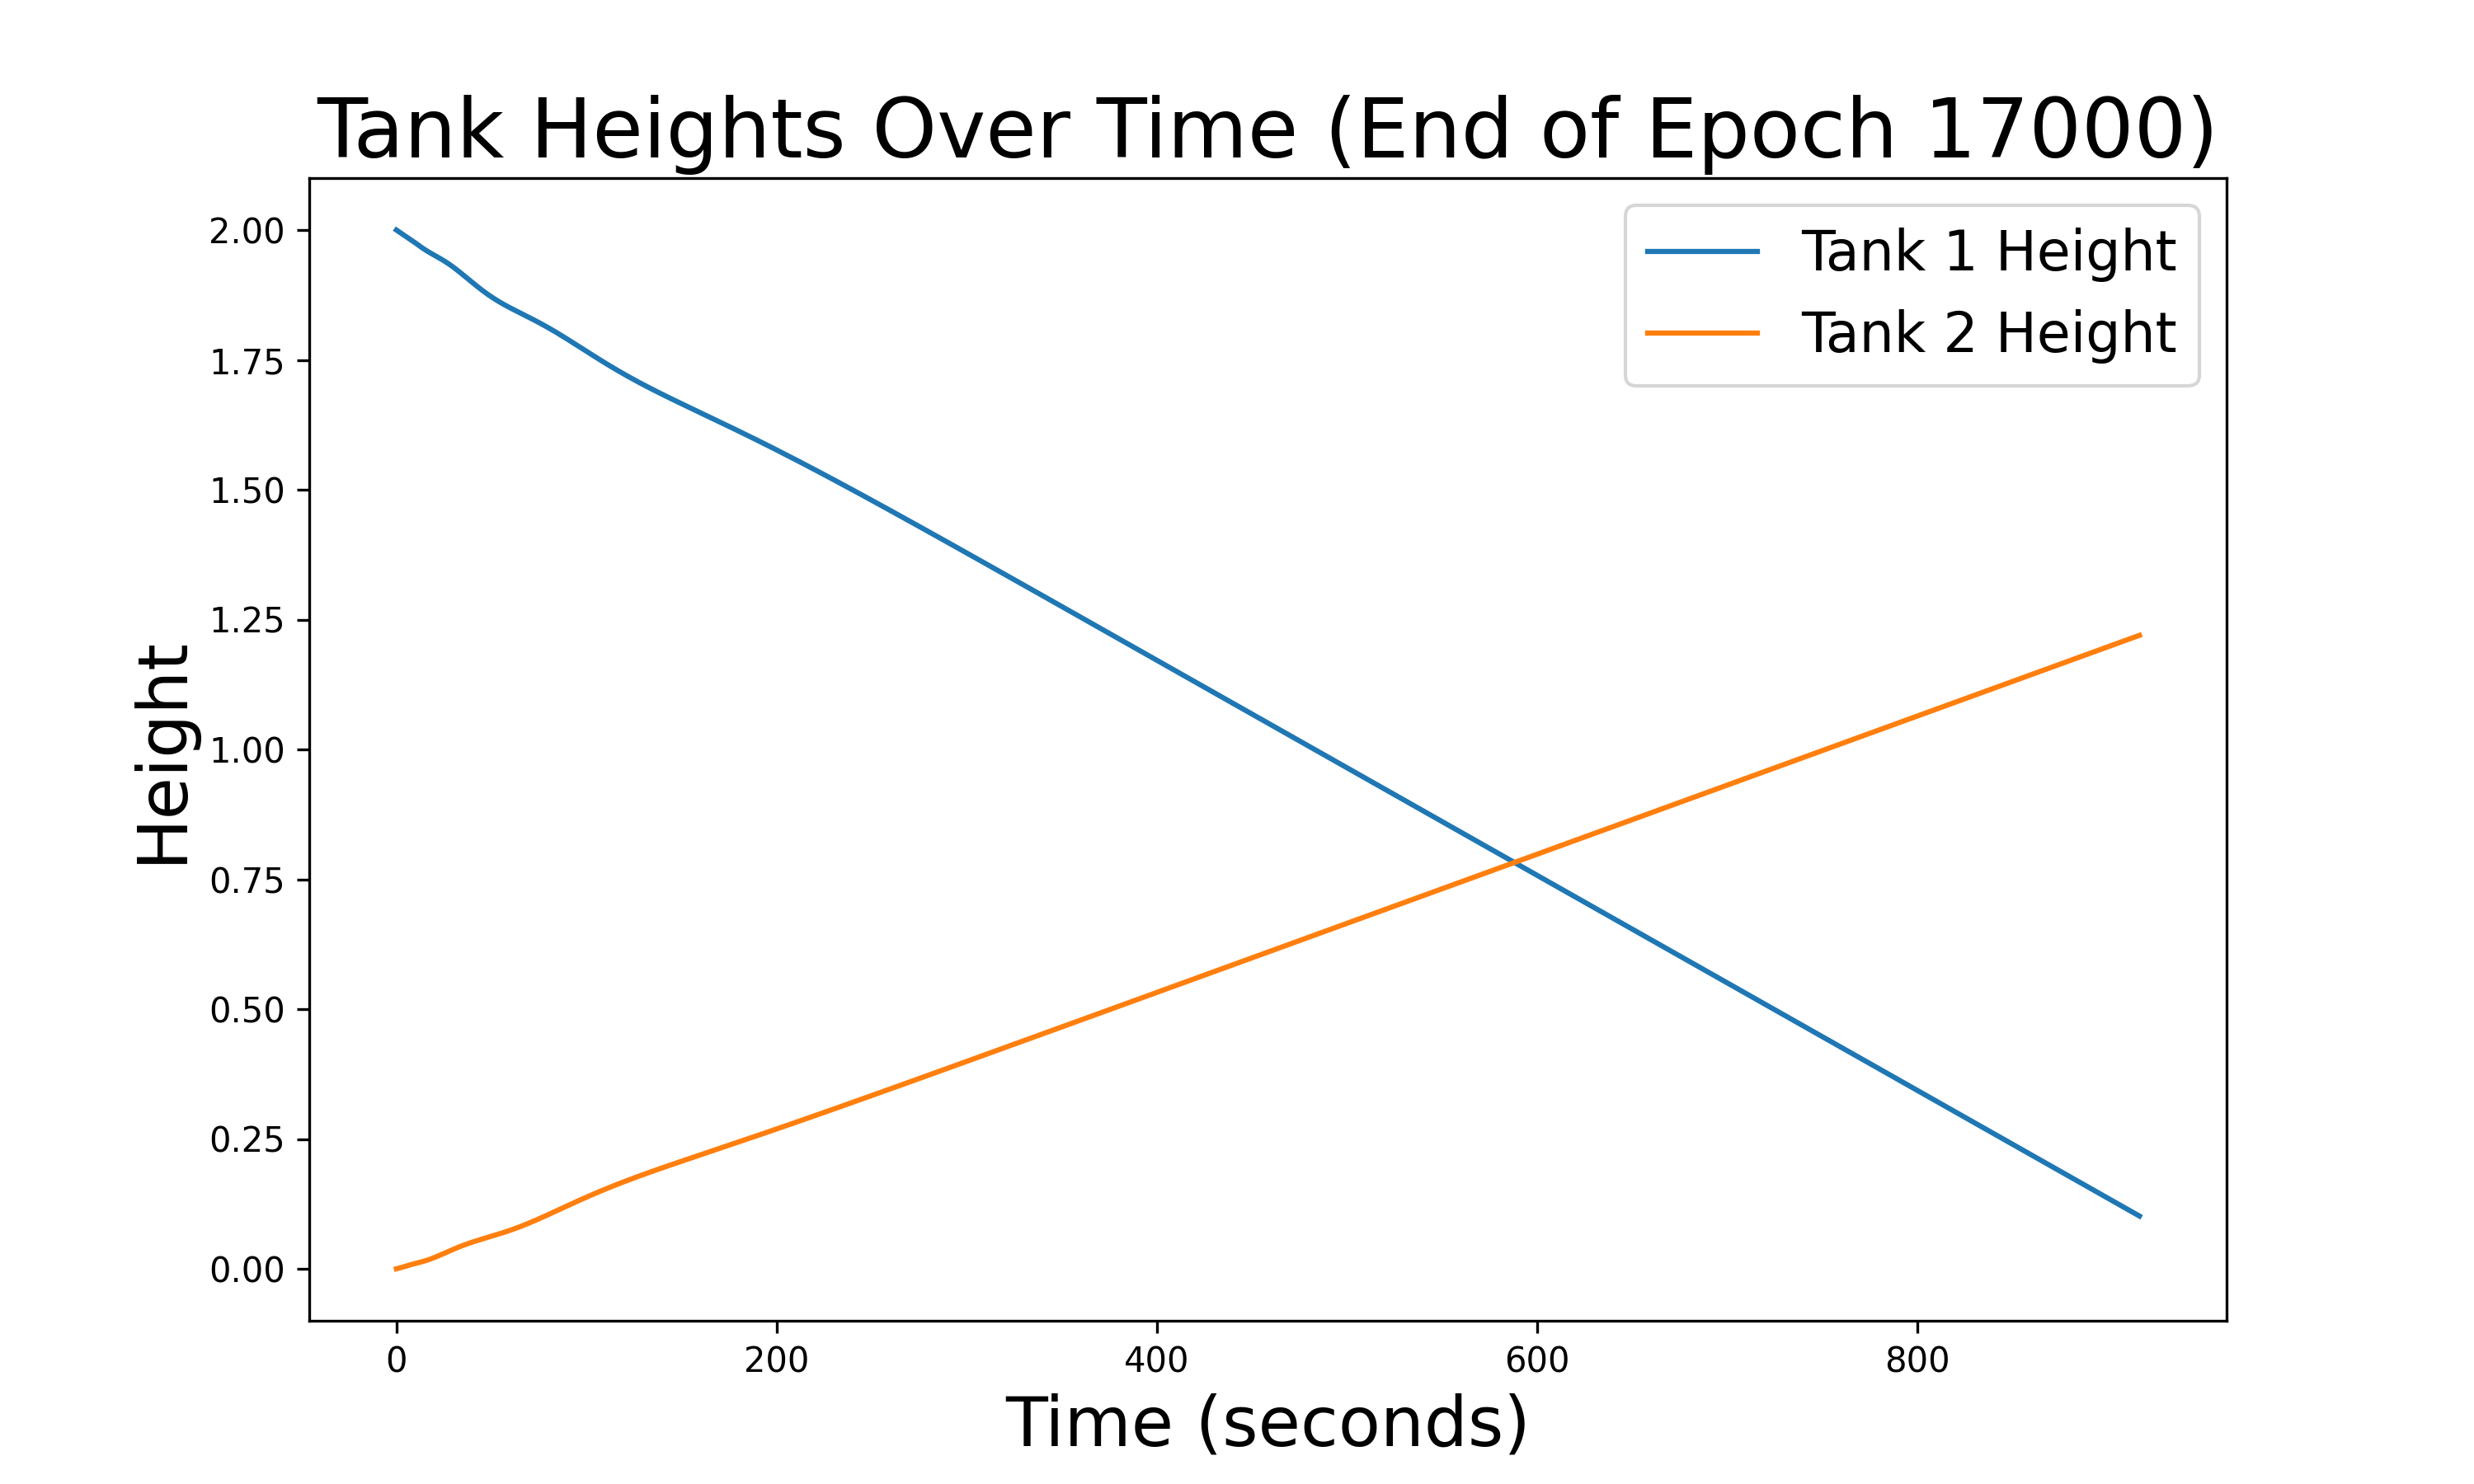 Tank Heights Over Time (End of Epoch 17000)
Tank 1 Height
Tank 2 Height
Height
2.00
1.75
1.50
1.25
1.00
0.75
0.50
0.25
0.00
0 200 400 600 800
Time (seconds)